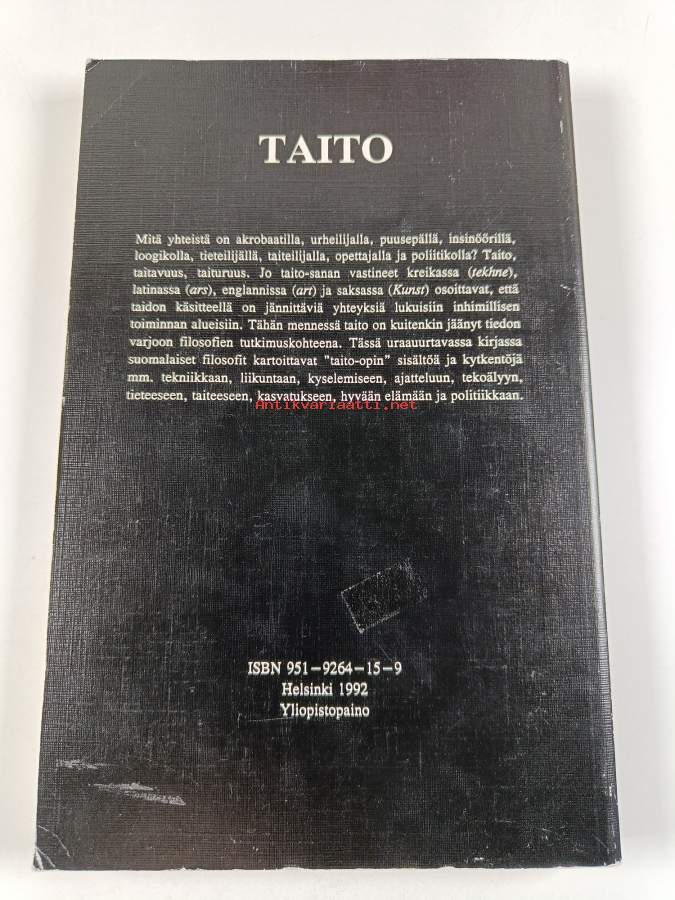 TAITO
Mitä yhteistä on akrobaatilla, urheilijalla, puusepällä, insinöörillä,
loogikolla, tieteilijällä, taiteilijalla, opettajalla ja poliitikolla? Taito,
taitavuus, taituruus. Jo taito-sanan vastineet kreikassa (tekhne),
latinassa (ars), englannissa (art) ja saksassa (Kunst) osoittavat, että
taidon käsitteellä on jännittäviä yhteyksiä lukuisiin inhimillisen
toiminnan alueisiin. Tähän mennessä taito on kuitenkin jäänyt tiedon
varjoon filosofien tutkimuskohteena. Tässä uraauurtavassa kirjassa
suomalaiset filosofit kartoittavat "taito-opin" sisältöä ja kytkentöjä
mm. tekniikkaan, liikuntaan, kyselemiseen, ajatteluun, tekoälyyn,
tieteeseen, taiteeseen, kasvatukseen, hyvään elämään ja politiikkaan.
Antikvariaatti.net
ISBN 951-9264-15-9
Helsinki 1992
Yliopistopaino